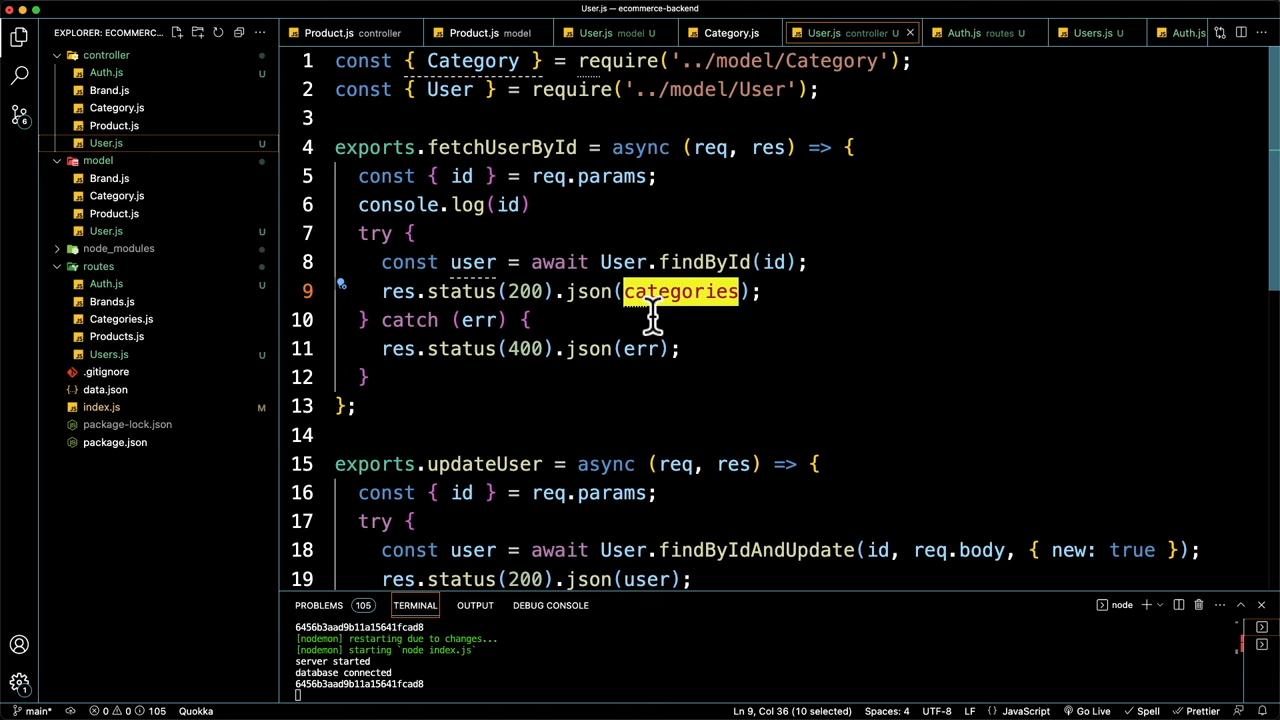 User.js — ecommerce-backend
EXPLORER: ECOMMERC...
Product.js controller
Product.js model
User.js model U
Category.js
User.js controller U
Auth.js routes U
Users.js U
Auth.js
controller
Auth.js U
Brand.js
Category.js
Product.js
User.js U
model
Brand.js
Category.js
Product.js
User.js U
node_modules
routes
Auth.js U
Brands.js
Categories.js
Products.js
Users.js U
.gitignore
data.json
index.js M
package-lock.json
package.json
1 const { Category } = require('../model/Category');
2 const { User } = require('../model/User');
3
4 exports.fetchUserById = async (req, res) => {
5 const { id } = req.params;
6 console.log(id)
7 try {
8 const user = await User.findById(id);
9 res.status(200).json(categories);
10 } catch (err) {
11 res.status(400).json(err);
12 }
13 };
14
15 exports.updateUser = async (req, res) => {
16 const { id } = req.params;
17 try {
18 const user = await User.findByIdAndUpdate(id, req.body, { new: true });
19 res.status(200).json(user);
PROBLEMS 105 TERMINAL OUTPUT DEBUG CONSOLE node
6456b3aad9b11a15641fcad8
[nodemon] restarting due to changes...
[nodemon] starting `node index.js`
server started
database connected
6456b3aad9b11a15641fcad8
6
1
main* 0 0 105 Quokka Ln 9, Col 36 (10 selected) Spaces: 4 UTF-8 LF {} JavaScript Go Live Spell Prettier